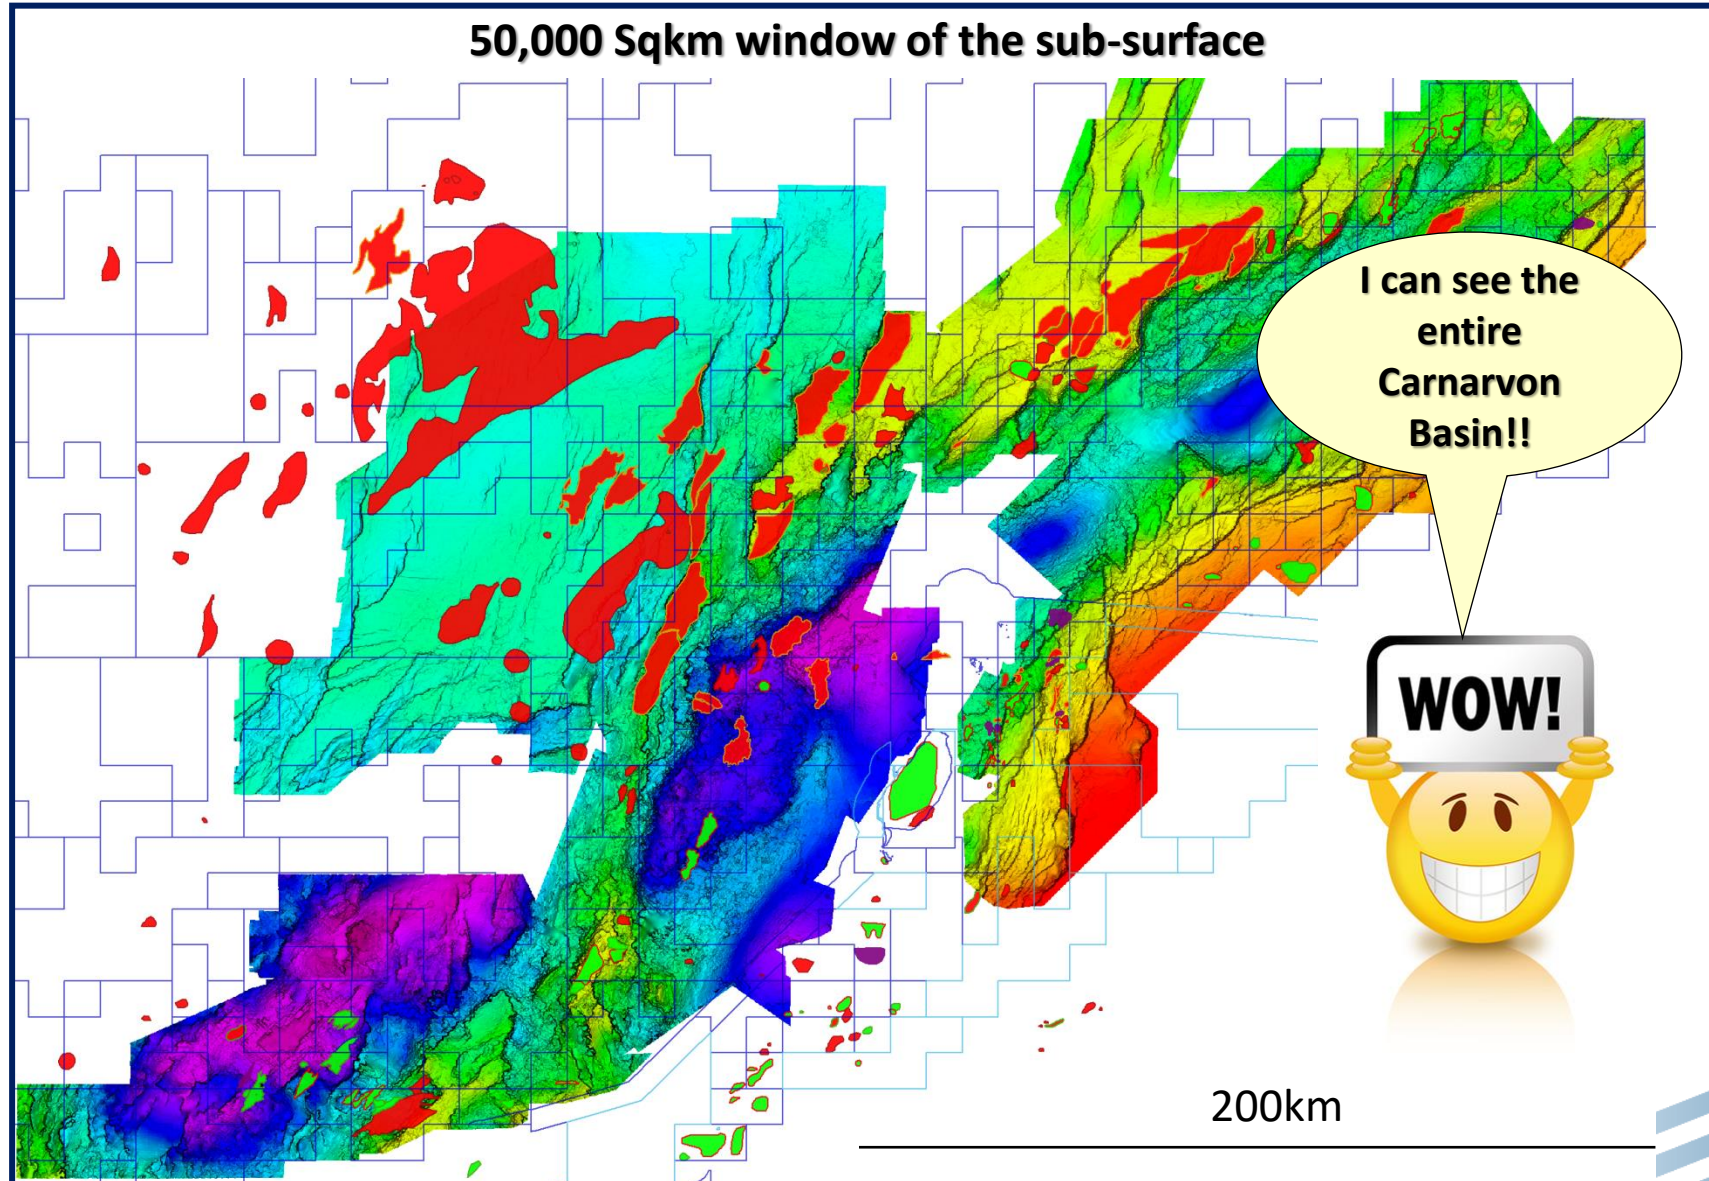 50,000 Sqkm window of the sub-surface
I can see the
entire
Carnarvon
Basin!!
WOW!
200km